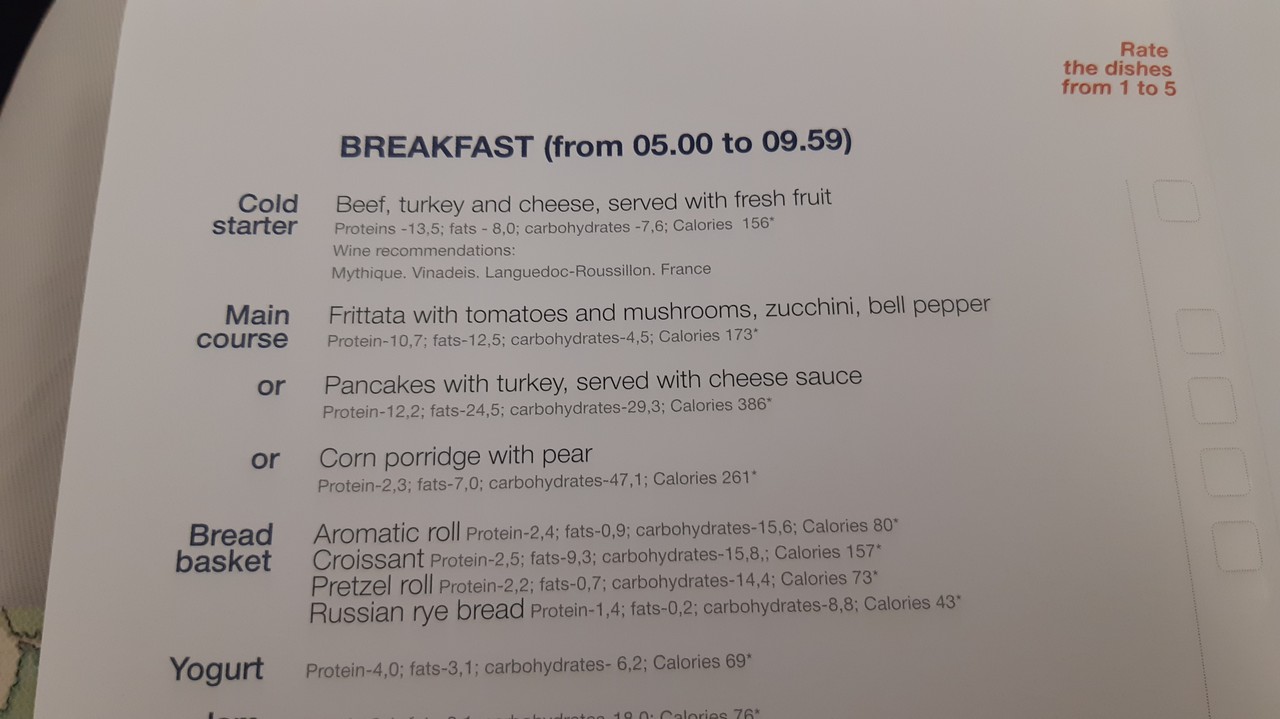 Rate
the dishes
from 1 to 5
BREAKFAST (from 05.00 to 09.59)
Cold
starter
Beef, turkey and cheese, served with fresh fruit
Proteins -13,5; fats - 8,0; carbohydrates -7,6; Calories 156*
Wine recommendations:
Mythique. Vinadeis. Languedoc-Roussillon. France
Main
course
Frittata with tomatoes and mushrooms, zucchini, bell pepper
Protein-10,7; fats-12,5; carbohydrates-4,5; Calories 173*
or
Pancakes with turkey, served with cheese sauce
Protein-12,2; fats-24,5; carbohydrates-29,3; Calories 386*
or
Corn porridge with pear
Protein-2,3; fats-7,0; carbohydrates-47,1; Calories 261*
Bread
basket
Aromatic roll Protein-2,4; fats-0,9; carbohydrates-15,6; Calories 80*
Croissant Protein-2,5; fats-9,3; carbohydrates-15,8,; Calories 157*
Pretzel roll Protein-2,2; fats-0,7; carbohydrates-14,4; Calories 73*
Russian rye bread Protein-1,4; fats-0,2; carbohydrates-8,8; Calories 43*
Yogurt Protein-4,0; fats-3,1; carbohydrates- 6,2; Calories 69*
Calories 76*